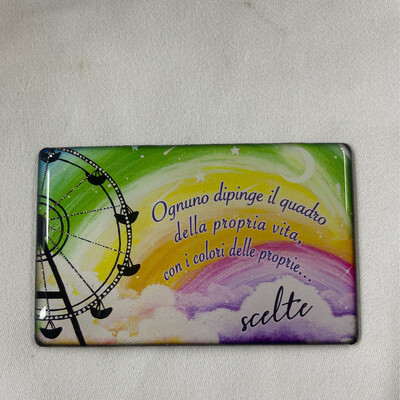 Ognuno dipinge il quadro
della propria vita,
con i colori delle proprie...
scelte